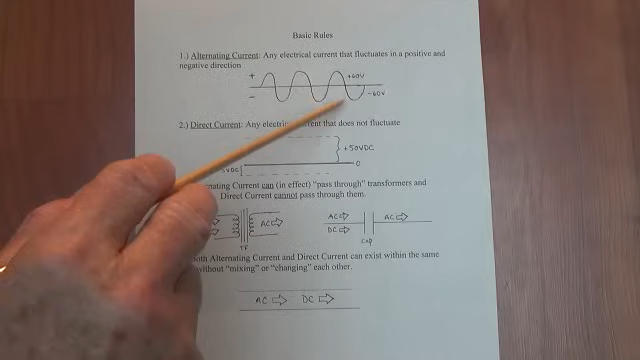 Basic Rules
1.) Alternating Current: Any electrical current that fluctuates in a positive and
negative direction
+
+60V
−
-60V
2.) Direct Current: Any electric rent that does not fluctuate
+50VDC
0
5VDC
nating Current can (in effect) "pass through" transformers and
Direct Current cannot pass through them.
AC
AC
AC
DC
TF
Cap
oth Alternating Current and Direct Current can exist within the same
without "mixing" or "changing" each other.
AC DC